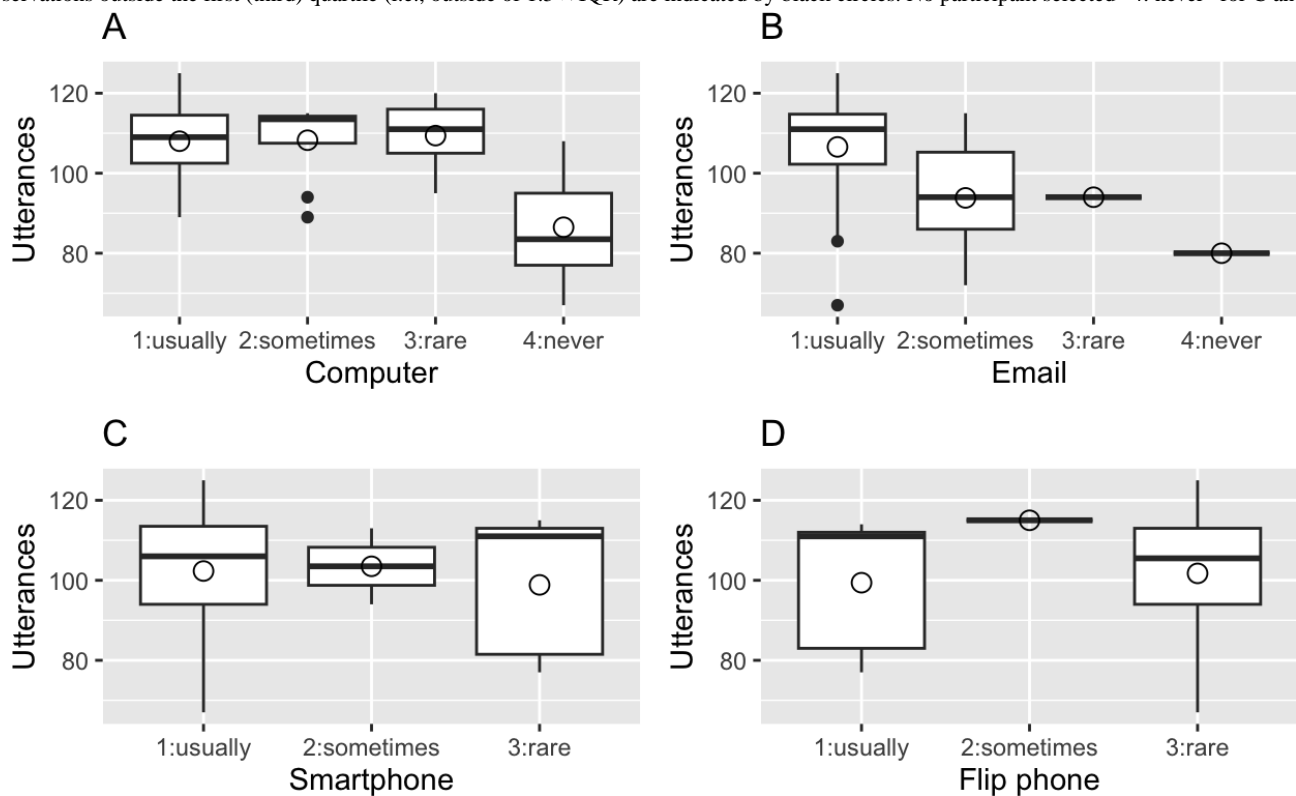 A
B
Utterances
120
100
80
1:usually 2:sometimes 3:rare 4:never
Computer
Utterances
120
100
80
1:usually 2:sometimes 3:rare 4:never
Email
C
D
Utterances
120
100
80
1:usually 2:sometimes 3:rare
Smartphone
Utterances
120
100
80
1:usually 2:sometimes 3:rare
Flip phone